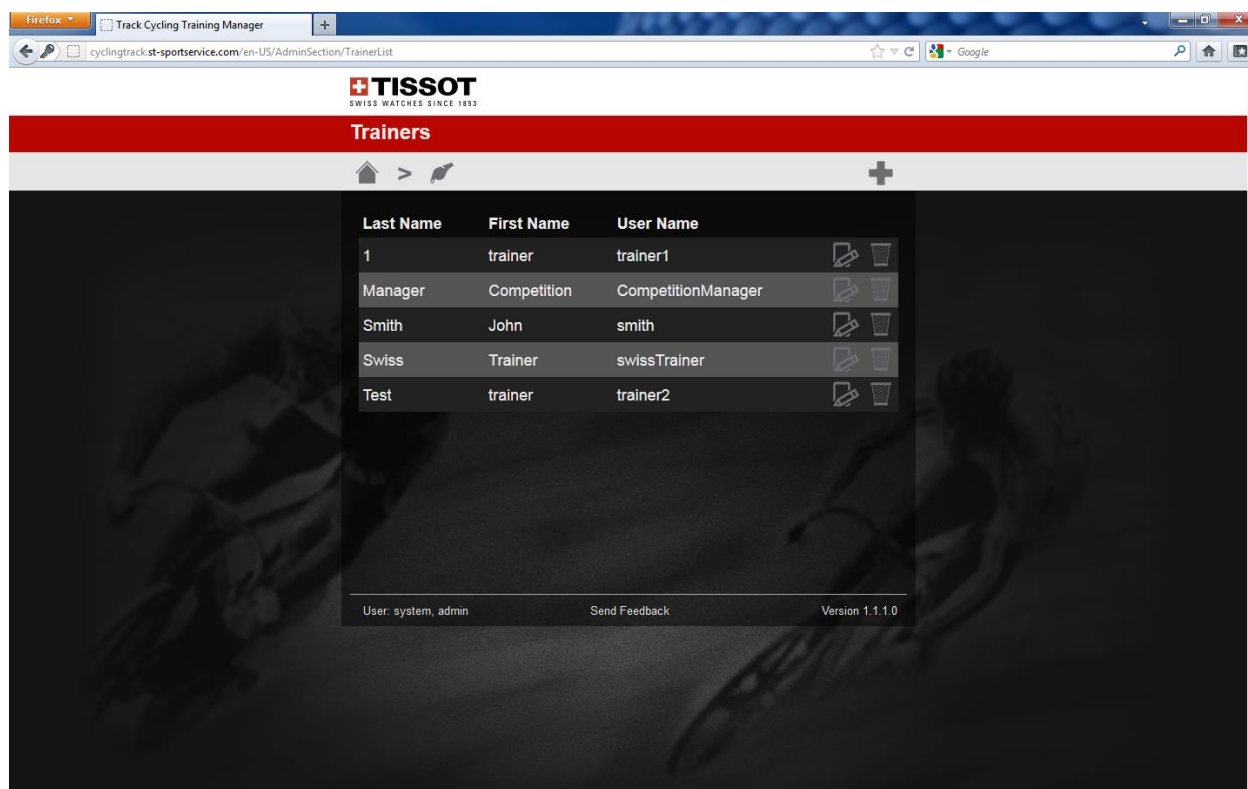 Firefox
Track Cycling Training Manager
cyclingtrack.st-sportservice.com/en-US/AdminSection/TrainerList
Google
TISSOT
SWISS WATCHES SINCE 1853
Trainers
>
Last Name First Name User Name
1 trainer trainer1
Manager Competition CompetitionManager
Smith John smith
Swiss Trainer swissTrainer
Test trainer trainer2
User: system, admin Send Feedback Version 1.1.1.0